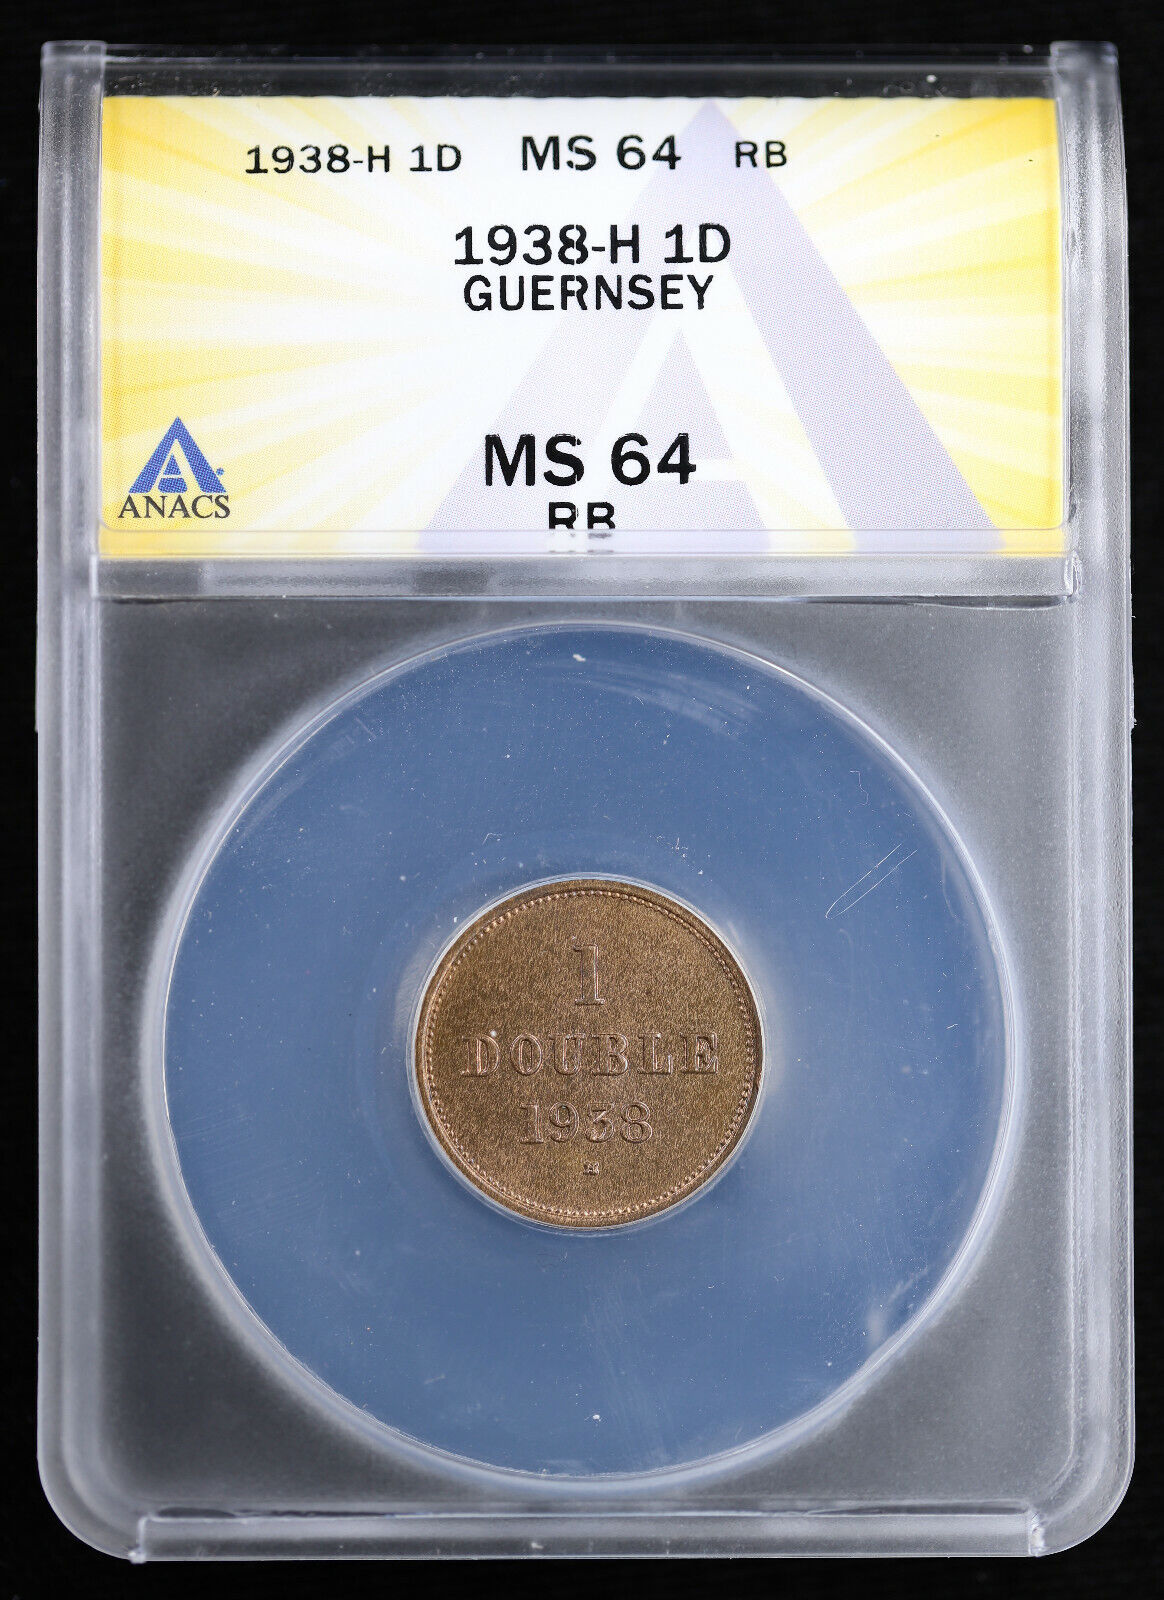 1938-H 1D MS 64 RB
1938-H 1D
GUERNSEY
MS 64
RB
ANACS
1
DOUBLE
1938
H